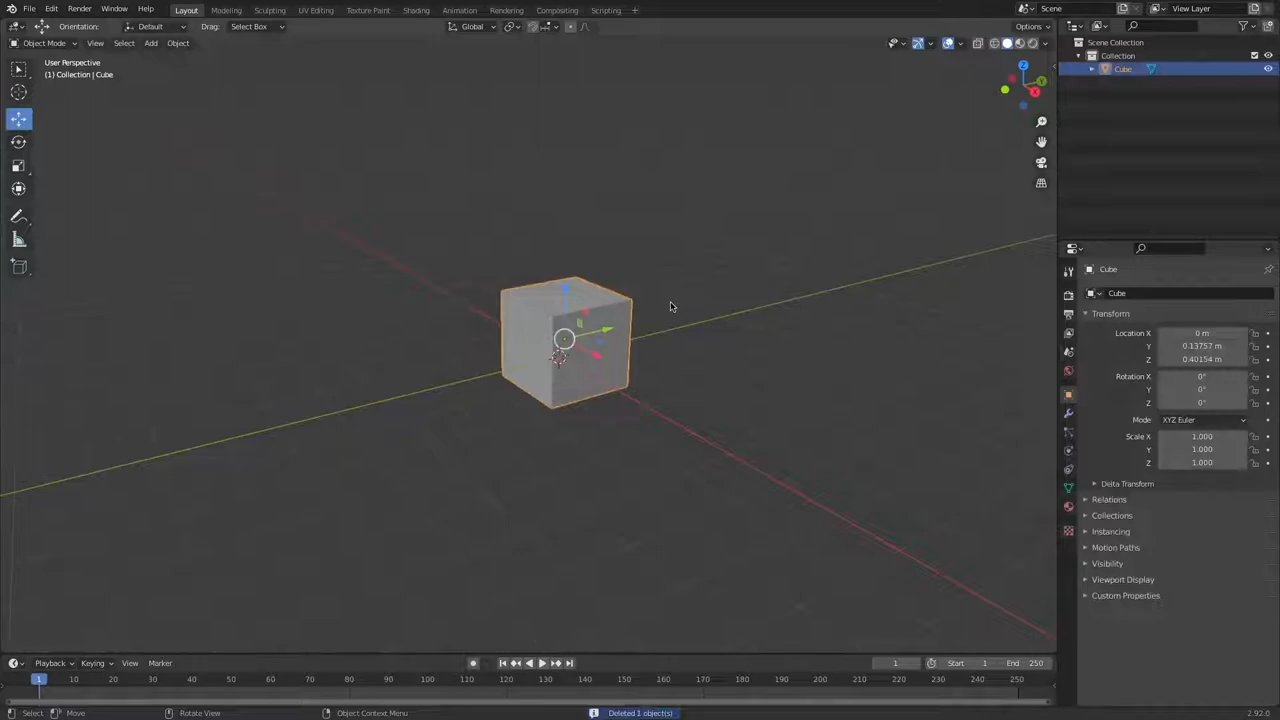 File Edit Render Window Help Layout Modeling Sculpting UV Editing Texture Paint Shading Animation Rendering Compositing Scripting + Scene View Layer
Orientation: Default Drag: Select Box Global Options
Object Mode View Select Add Object
User Perspective
(1) Collection | Cube
Z
Y
X
Scene Collection
Collection
Cube
Cube
Cube
Transform
Location X 0 m
Y 0.13757 m
Z 0.40154 m
Rotation X 0°
Y 0°
Z 0°
Mode XYZ Euler
Scale X 1.000
Y 1.000
Z 1.000
Delta Transform
Relations
Collections
Instancing
Motion Paths
Visibility
Viewport Display
Custom Properties
Playback Keying View Marker 1 Start 1 End 250
1 10 20 30 40 50 60 70 80 90 100 110 120 130 140 150 160 170 180 190 200 210 220 230 240 250
Select Move Rotate View Object Context Menu Deleted 1 object(s) 2.92.0